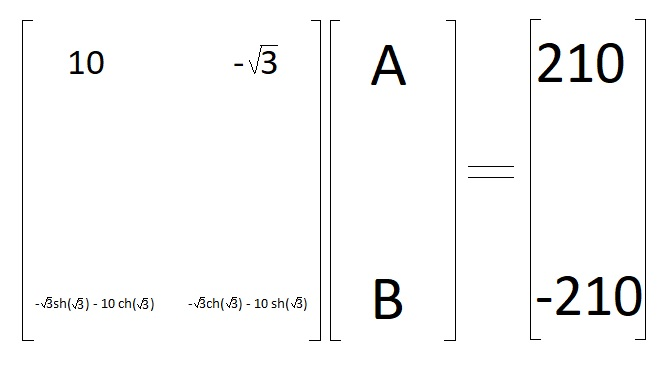 10 -√3 A = 210
-√3sh(√3) - 10 ch(√3) -√3ch(√3) - 10 sh(√3) B -210